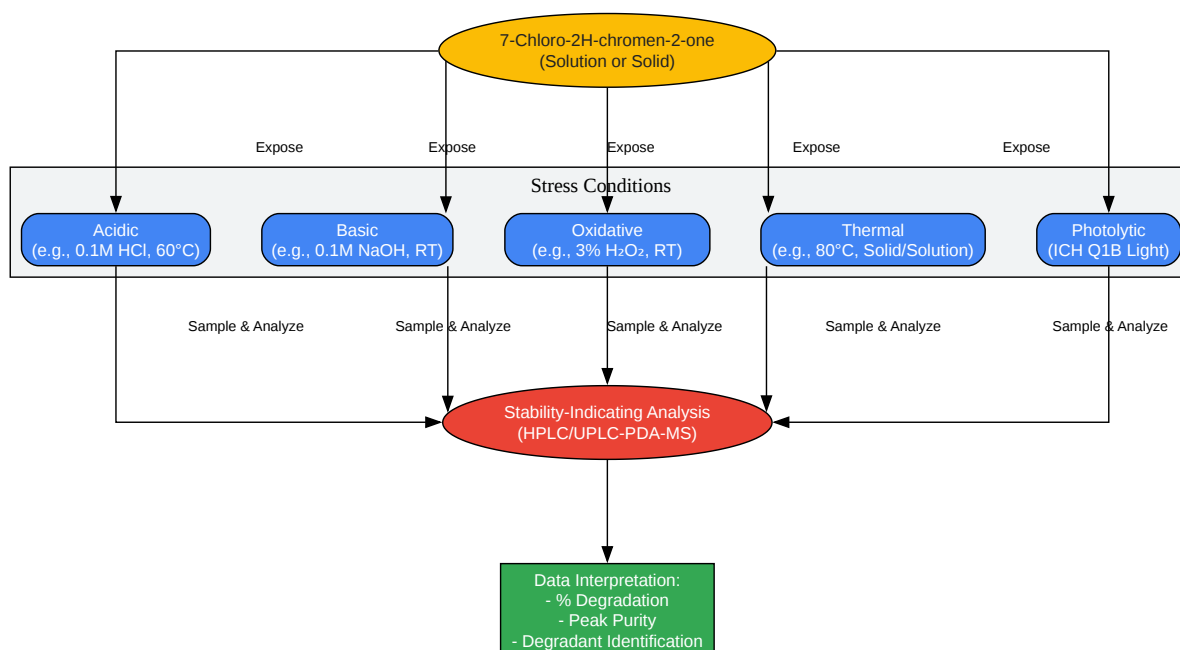 7-Chloro-2H-chromen-2-one
(Solution or Solid)
Expose
Expose
Expose
Expose
Expose
Stress Conditions
Acidic
(e.g., 0.1M HCl, 60°C)
Basic
(e.g., 0.1M NaOH, RT)
Oxidative
(e.g., 3% H₂O₂, RT)
Thermal
(e.g., 80°C, Solid/Solution)
Photolytic
(ICH Q1B Light)
Sample & Analyze
Sample & Analyze
Sample & Analyze
Sample & Analyze
Sample & Analyze
Stability-Indicating Analysis
(HPLC/UPLC-PDA-MS)
Data Interpretation:
- % Degradation
- Peak Purity
- Degradant Identification